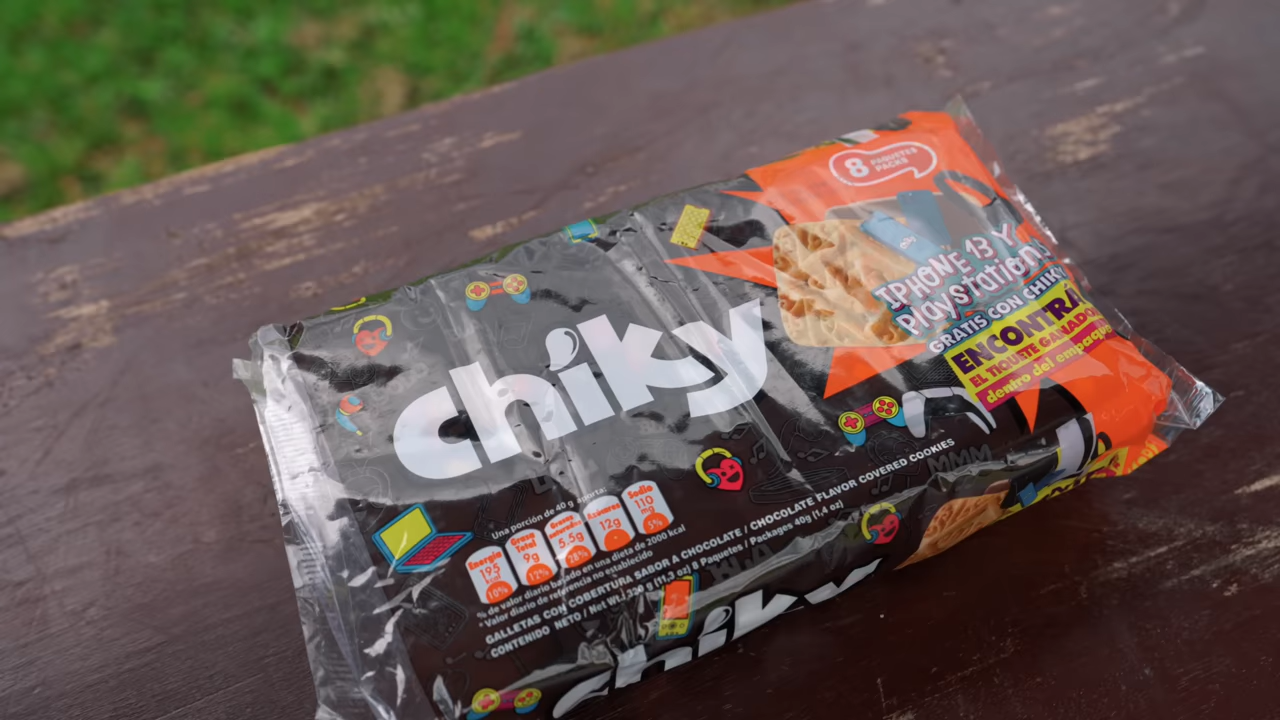 8 PAQUETES
PACKS
IPHONE 13 Y
Playstation
GRATIS CON CHIKY
ENCONTRÁ
EL TIQUETE GANADOR
dentro del empaque
chiky
MMM
Una porción de 40 g aporta:
Energía
195
10%
Grasa
Total
9g
12%
Grasa
saturada
5.5g
28%
Azúcares
12g
Sodio
110
mg
5%
% de valor diario basado en una dieta de 2000 kcal
* Valor diario de referencia no establecido
GALLETAS CON COBERTURA SABOR A CHOCOLATE / CHOCOLATE FLAVOR COVERED COOKIES
CONTENIDO NETO / Net Wt.: 320 g (11,3 oz) 8 Paquetes / Packages 40g (1,4 oz)
chiky